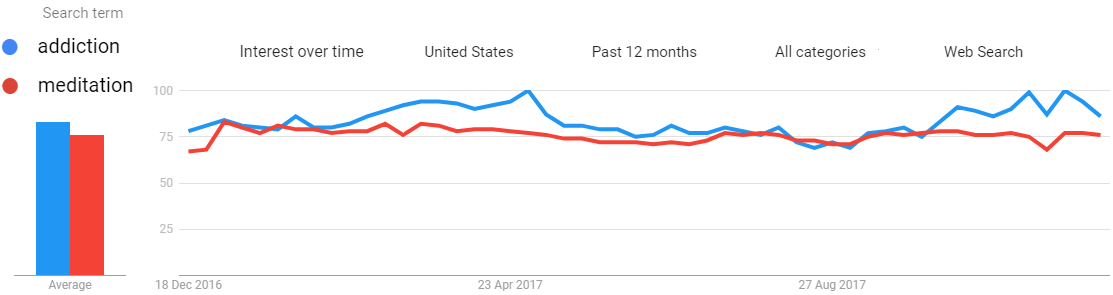 Search term
addiction
meditation
Interest over time United States Past 12 months All categories Web Search
100
75
50
25
Average
18 Dec 2016 23 Apr 2017 27 Aug 2017